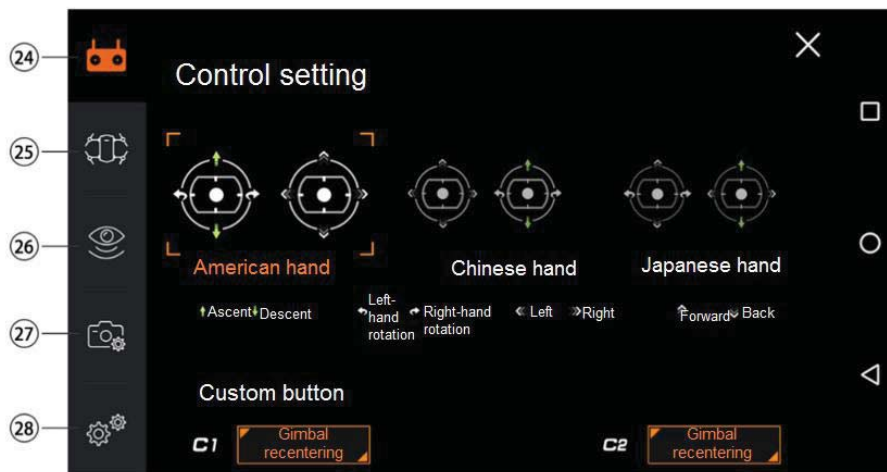 24
Control setting
25
26
American hand
Chinese hand
Japanese hand
Ascent Descent
Left-
hand
rotation
Right-hand
rotation
Left Right
Forward Back
27
Custom button
28
C1
Gimbal
recentering
C2
Gimbal
recentering